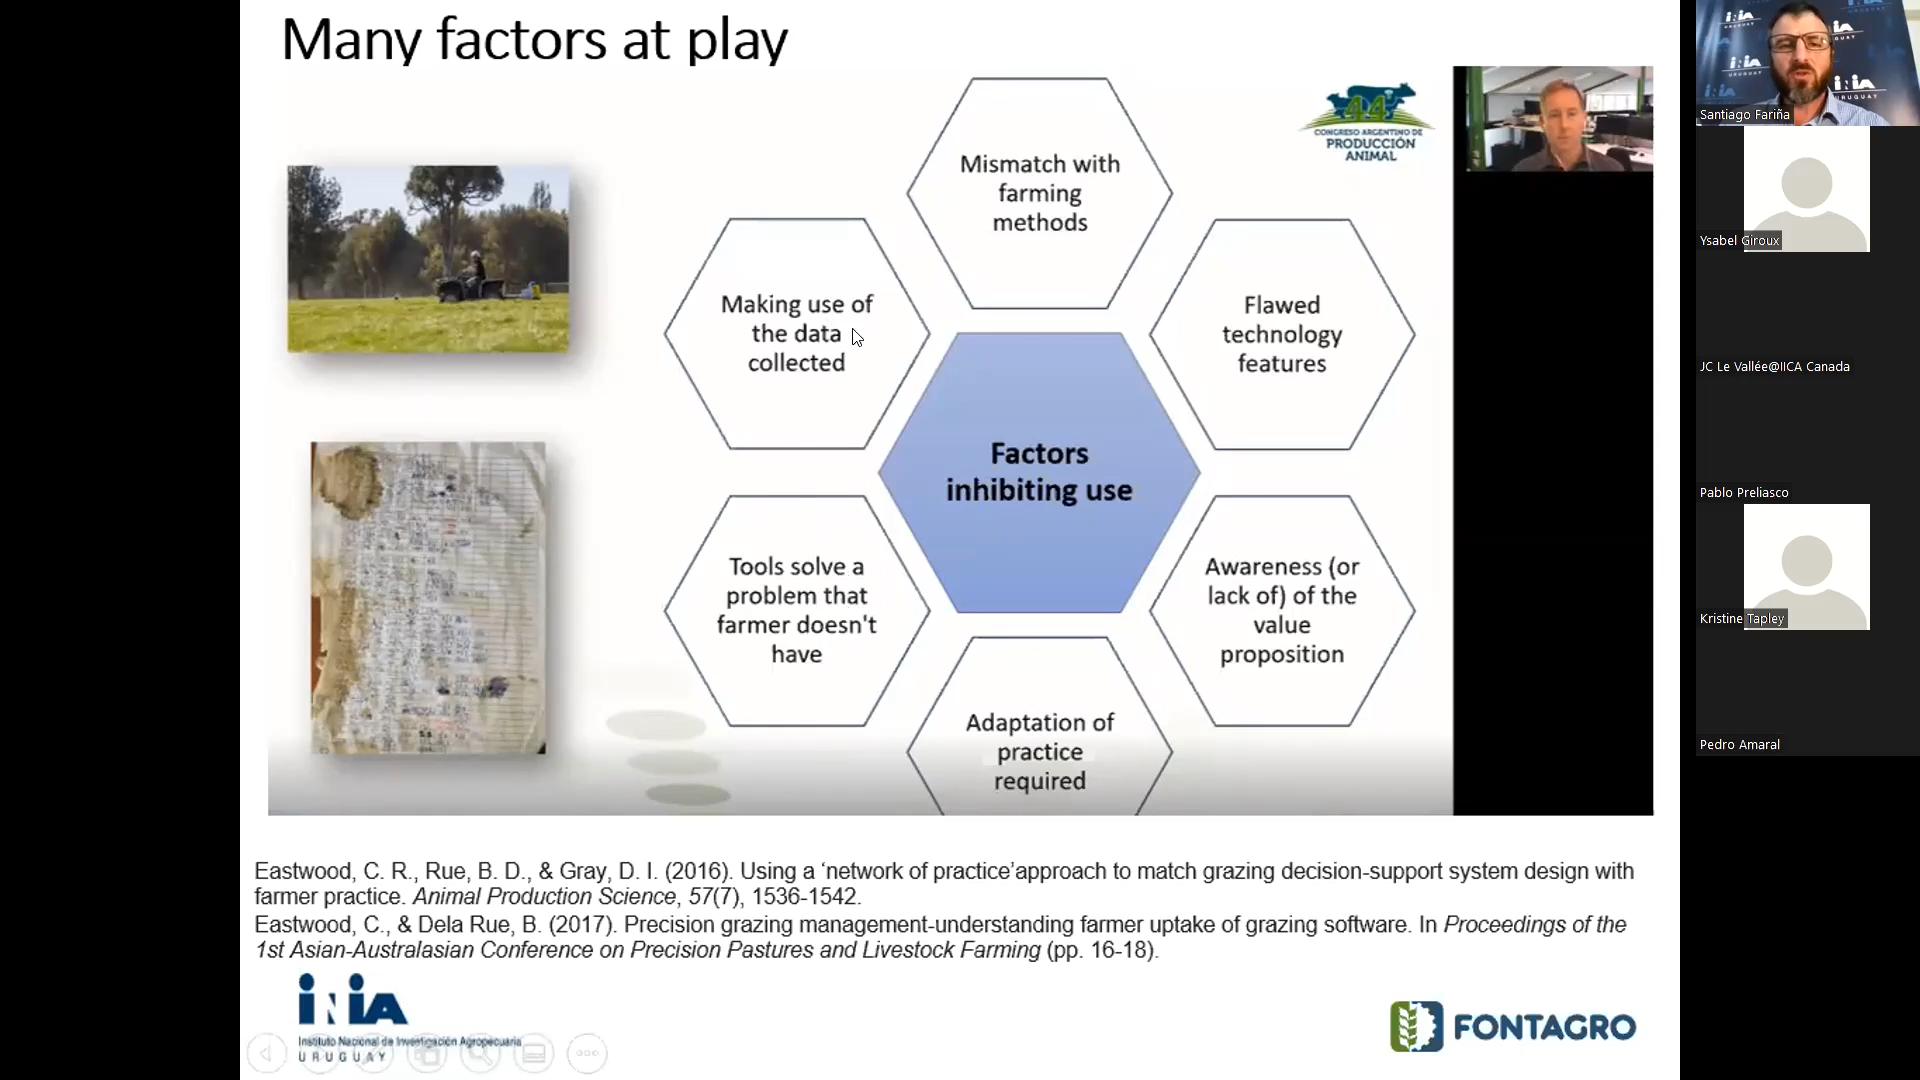 Many factors at play
44
CONGRESO ARGENTINO DE
PRODUCCIÓN
ANIMAL
Mismatch with
farming
methods
Making use of
the data
collected
Flawed
technology
features
Factors
inhibiting use
Tools solve a
problem that
farmer doesn't
have
Awareness (or
lack of) of the
value
proposition
Adaptation of
practice
required
Eastwood, C. R., Rue, B. D., & Gray, D. I. (2016). Using a ‘network of practice’approach to match grazing decision-support system design with
farmer practice. Animal Production Science, 57(7), 1536-1542.
Eastwood, C., & Dela Rue, B. (2017). Precision grazing management-understanding farmer uptake of grazing software. In Proceedings of the
1st Asian-Australasian Conference on Precision Pastures and Livestock Farming (pp. 16-18).
INIA
Instituto Nacional de Investigación Agropecuaria
URUGUAY
FONTAGRO
Santiago Fariña
Ysabel Giroux
JC Le Vallée@IICA Canada
Pablo Preliasco
Kristine Tapley
Pedro Amaral